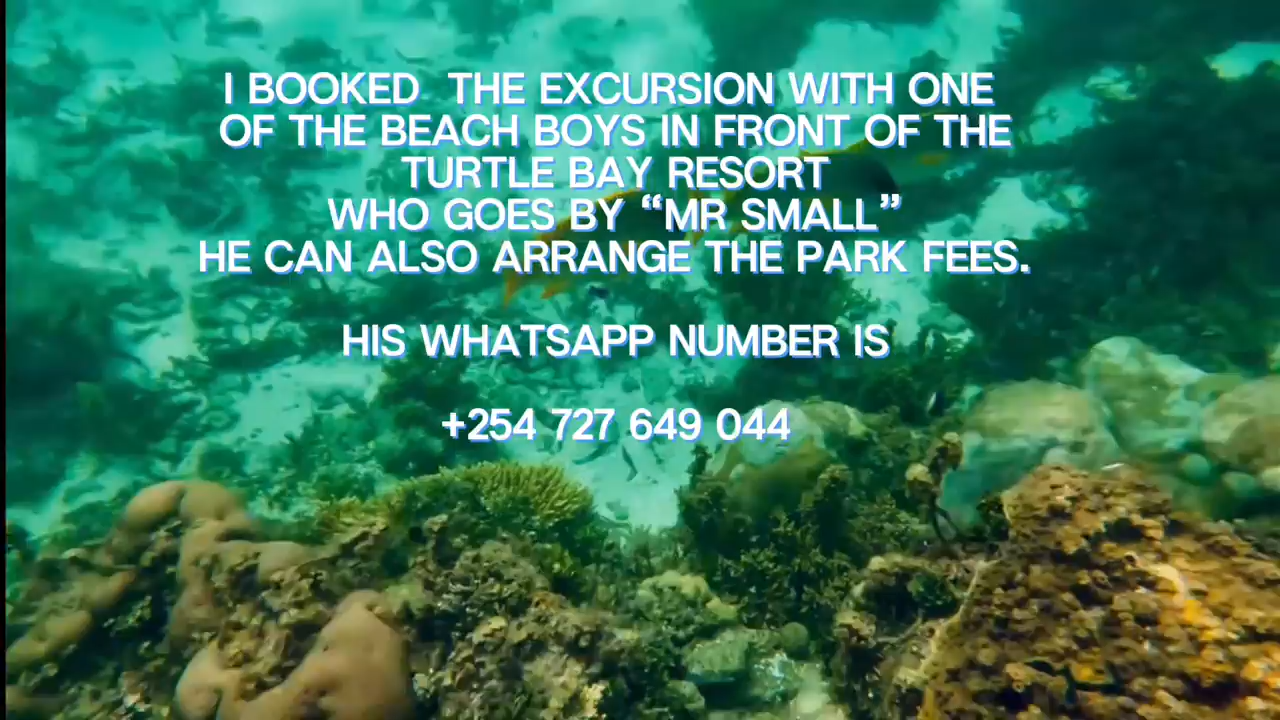 I BOOKED THE EXCURSION WITH ONE
OF THE BEACH BOYS IN FRONT OF THE
TURTLE BAY RESORT
WHO GOES BY “MR SMALL”
HE CAN ALSO ARRANGE THE PARK FEES.
HIS WHATSAPP NUMBER IS
+254 727 649 044